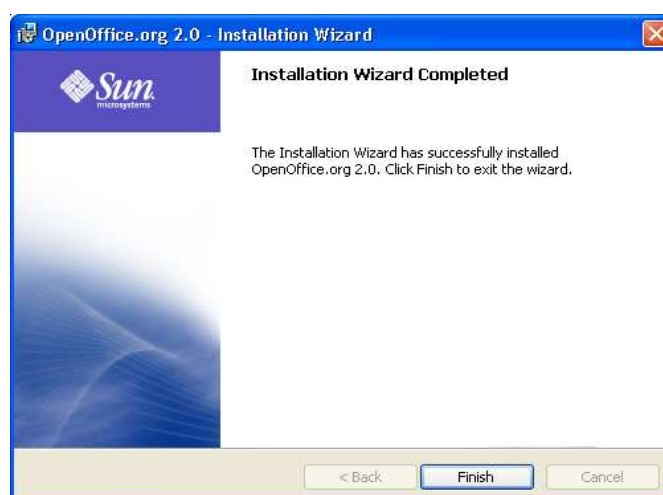 OpenOffice.org 2.0 - Installation Wizard
Sun
microsystems
Installation Wizard Completed
The Installation Wizard has successfully installed
OpenOffice.org 2.0. Click Finish to exit the wizard.
< Back
Finish
Cancel